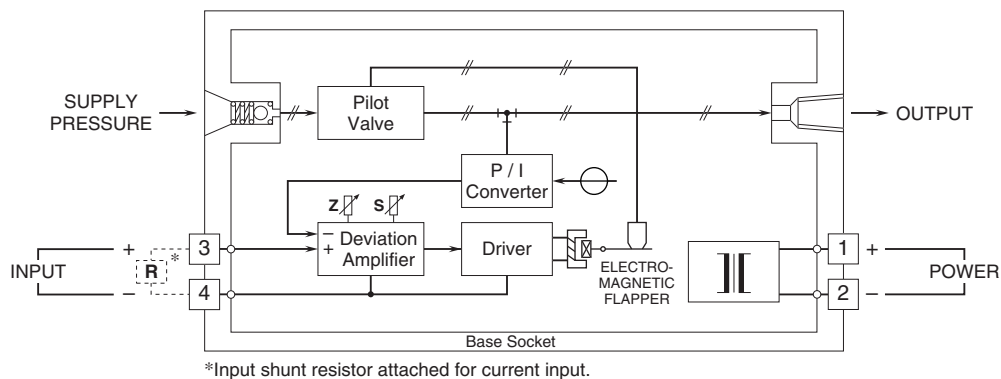 SUPPLY
PRESSURE
Pilot
Valve
OUTPUT
P / I
Converter
Z
S
−
+
Deviation
Amplifier
Driver
ELECTRO-
MAGNETIC
FLAPPER
INPUT
+
−
R
*
3
4
1
2
+
−
POWER
Base Socket
*Input shunt resistor attached for current input.